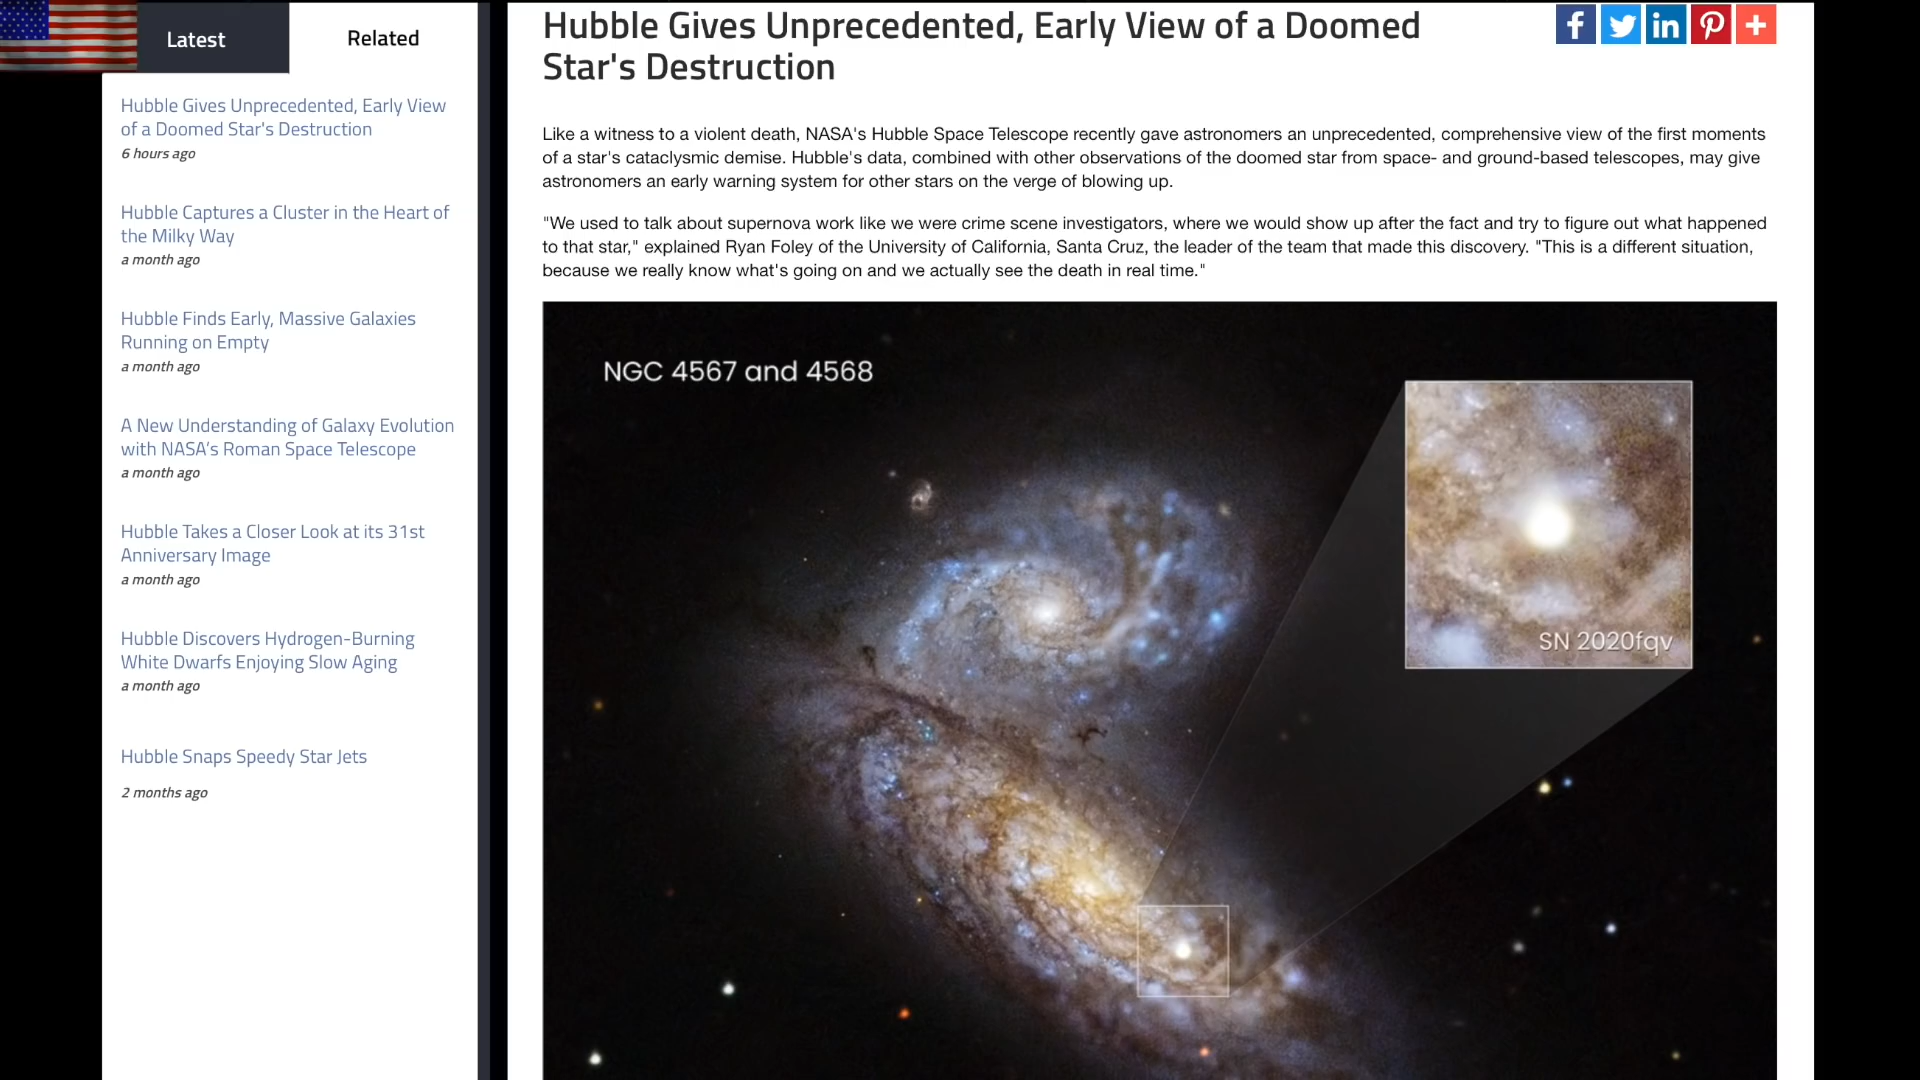 Latest
Related
Hubble Gives Unprecedented, Early View
of a Doomed Star's Destruction
6 hours ago
Hubble Captures a Cluster in the Heart of
the Milky Way
a month ago
Hubble Finds Early, Massive Galaxies
Running on Empty
a month ago
A New Understanding of Galaxy Evolution
with NASA’s Roman Space Telescope
a month ago
Hubble Takes a Closer Look at its 31st
Anniversary Image
a month ago
Hubble Discovers Hydrogen-Burning
White Dwarfs Enjoying Slow Aging
a month ago
Hubble Snaps Speedy Star Jets
2 months ago
Hubble Gives Unprecedented, Early View of a Doomed
Star's Destruction
Like a witness to a violent death, NASA's Hubble Space Telescope recently gave astronomers an unprecedented, comprehensive view of the first moments
of a star's cataclysmic demise. Hubble's data, combined with other observations of the doomed star from space- and ground-based telescopes, may give
astronomers an early warning system for other stars on the verge of blowing up.
"We used to talk about supernova work like we were crime scene investigators, where we would show up after the fact and try to figure out what happened
to that star," explained Ryan Foley of the University of California, Santa Cruz, the leader of the team that made this discovery. "This is a different situation,
because we really know what's going on and we actually see the death in real time."
NGC 4567 and 4568
SN 2020fqv